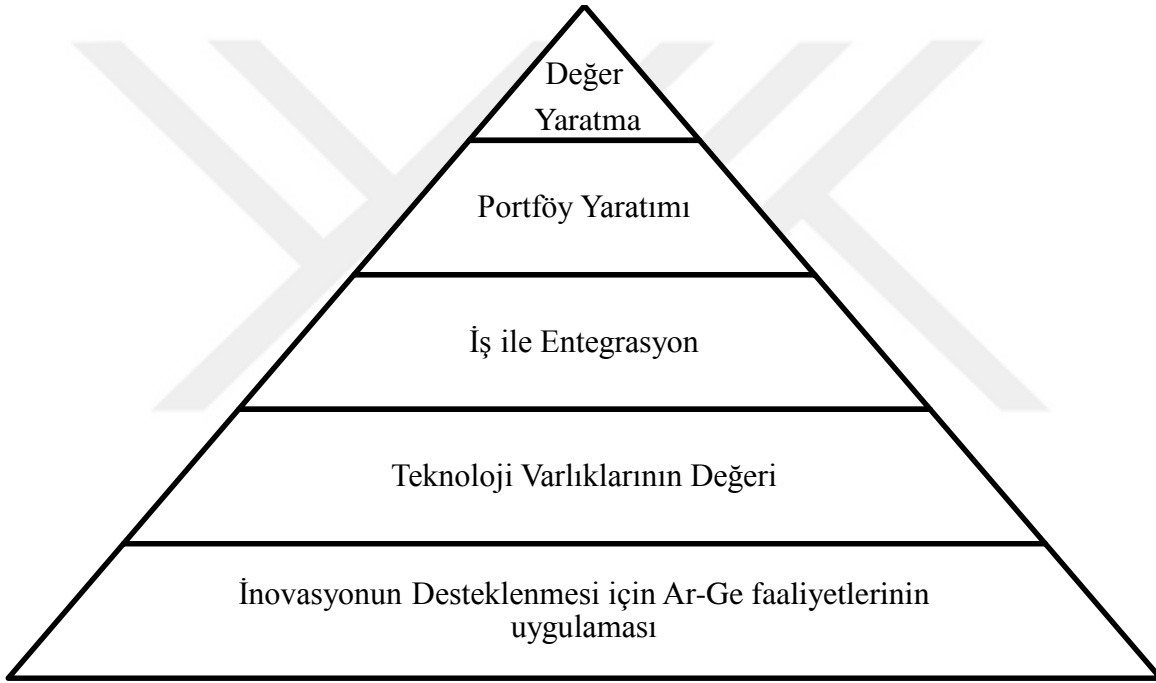 Değer
Yaratma
Portföy Yaratımı
İş ile Entegrasyon
Teknoloji Varlıklarının Değeri
İnovasyonun Desteklenmesi için Ar-Ge faaliyetlerinin
uygulaması